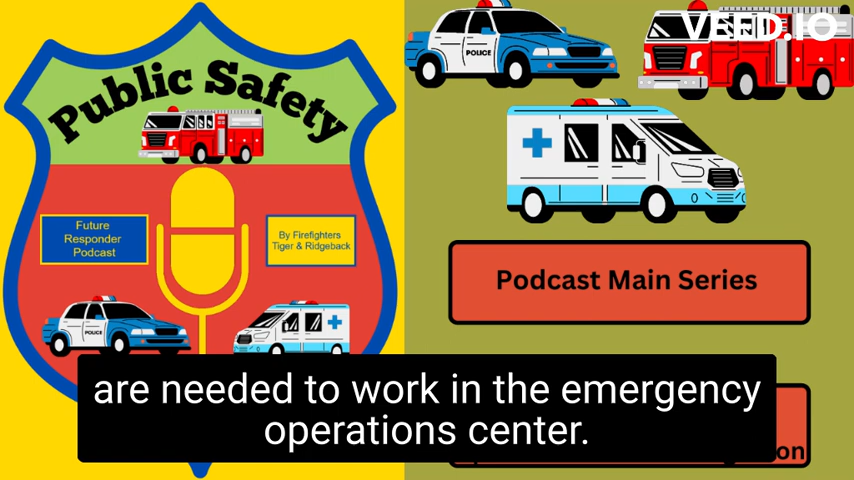 VEED.IO
Public Safety
POLICE
Future
Responder
Podcast
By Firefighters
Tiger & Ridgeback
Podcast Main Series
POLICE
are needed to work in the emergency
operations center.
on